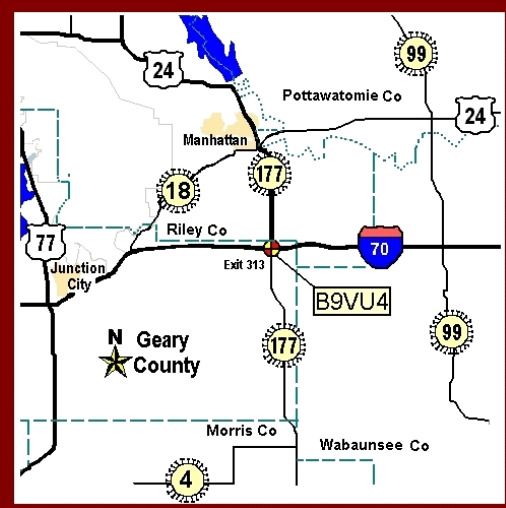 99
24
Pottawatomie Co
24
Manhattan
177
18
Riley Co
77
70
Junction
City
Exit 313
B9VU4
99
177
N
Geary
County
Morris Co
Wabaunsee Co
4